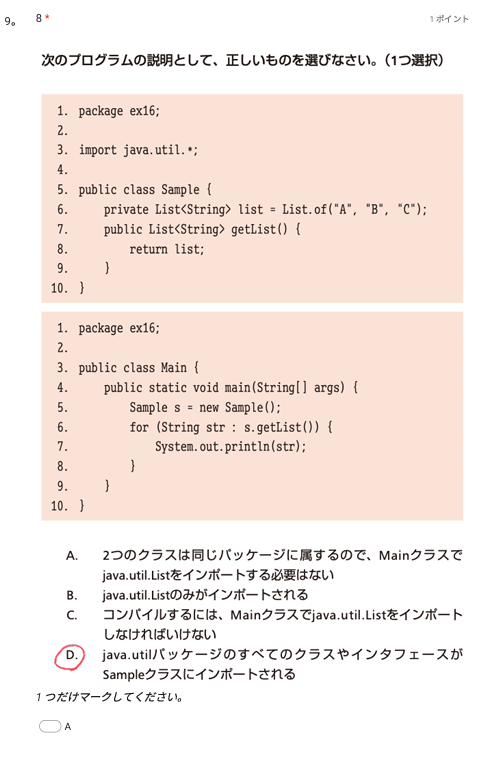 9。 8 * 1 ポイント
次のプログラムの説明として、正しいものを選びなさい。（1つ選択）
1. package ex16;
2.
3. import java.util.*;
4.
5. public class Sample {
6. private List<String> list = List.of("A", "B", "C");
7. public List<String> getList() {
8. return list;
9. }
10. }
1. package ex16;
2.
3. public class Main {
4. public static void main(String[] args) {
5. Sample s = new Sample();
6. for (String str : s.getList()) {
7. System.out.println(str);
8. }
9. }
10. }
A. 2つのクラスは同じパッケージに属するので、Mainクラスで
java.util.Listをインポートする必要はない
B. java.util.Listのみがインポートされる
C. コンパイルするには、Mainクラスでjava.util.Listをインポート
しなければいけない
D. java.utilパッケージのすべてのクラスやインタフェースが
Sampleクラスにインポートされる
1 つだけマークしてください。
A